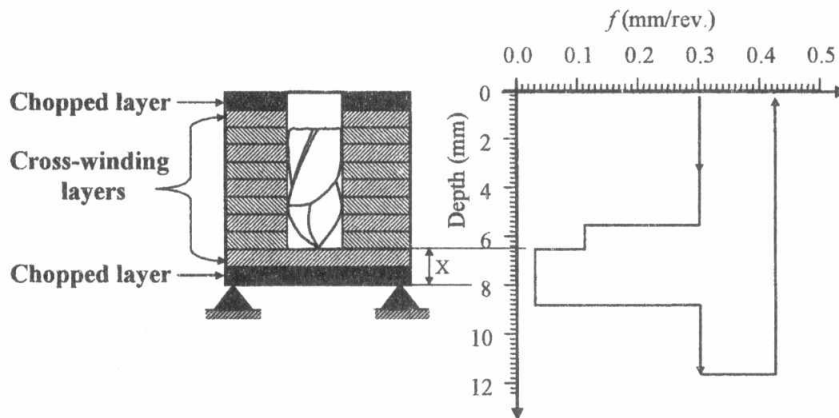 f (mm/rev.)
0.0 0.1 0.2 0.3 0.4 0.5
Chopped layer
Cross-winding
layers
Chopped layer
X
Depth (mm)
0
2
4
6
8
10
12